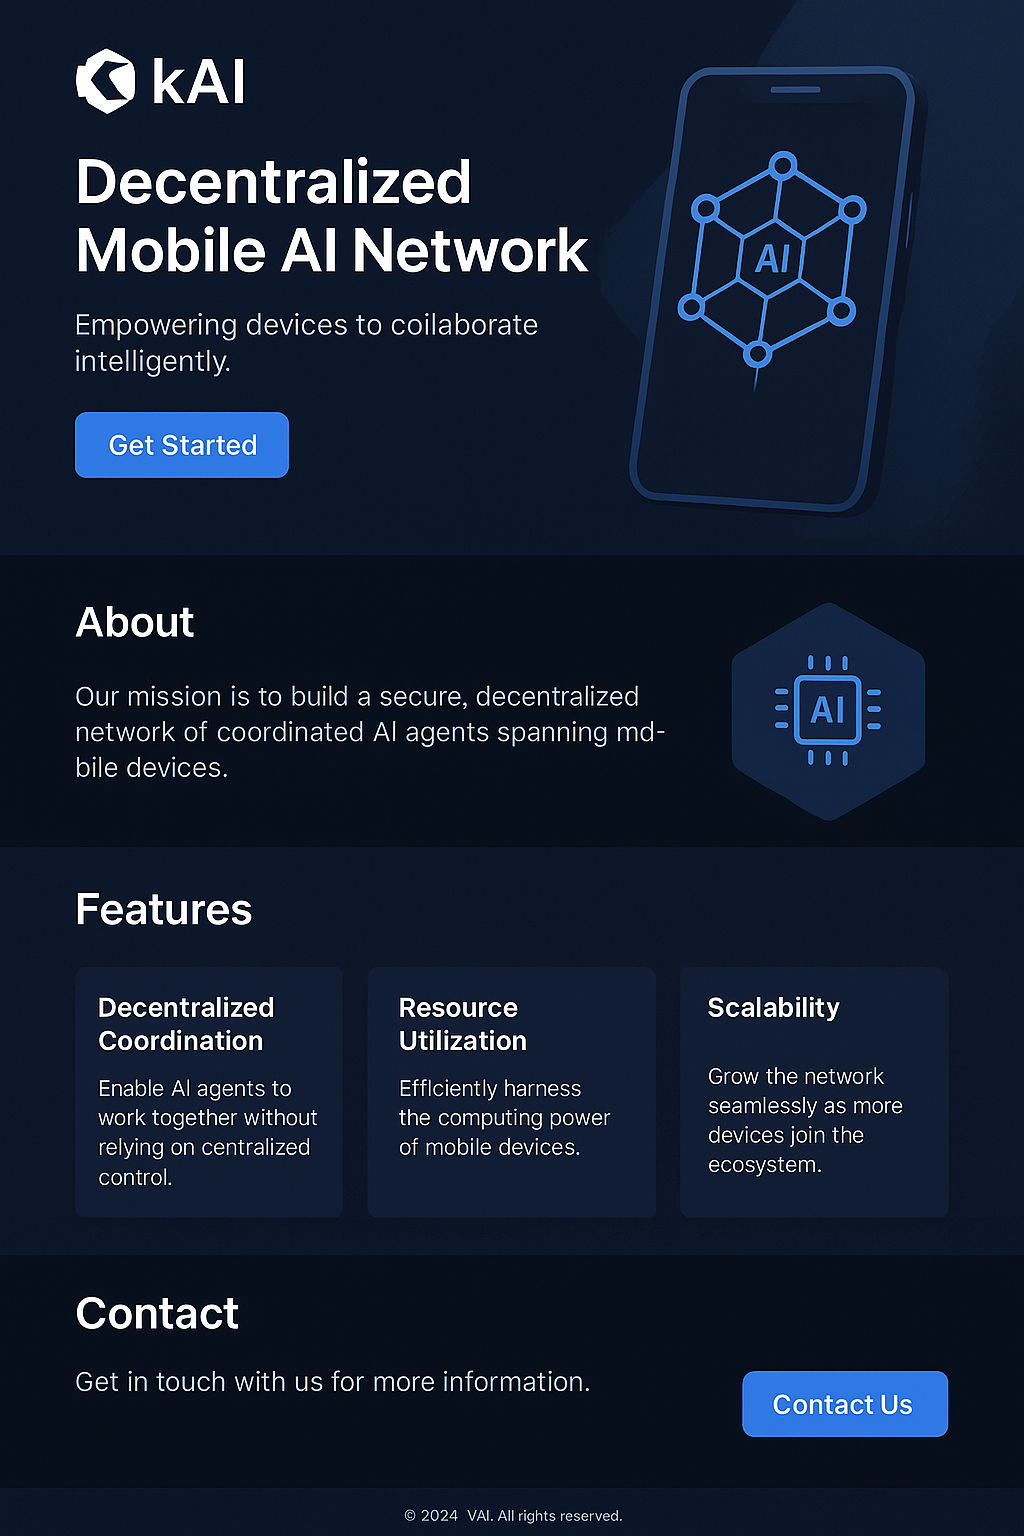 kAI
Decentralized
Mobile AI Network
Empowering devices to coilaborate
intelligently.
Get Started
AI
About
Our mission is to build a secure, decentralized
network of coordinated AI agents spanning md-
bile devices.
AI
Features
Decentralized
Coordination
Enable AI agents to
work together without
relying on centralized
control.
Resource
Utilization
Efflciently harness
the computing power
of mobile devices.
Scalability
Grow the network
seamlessly as more
devices join the
ecosystem.
Contact
Get in touch with us for more information.
Contact Us
© 2024 VAI. All rights reserved.